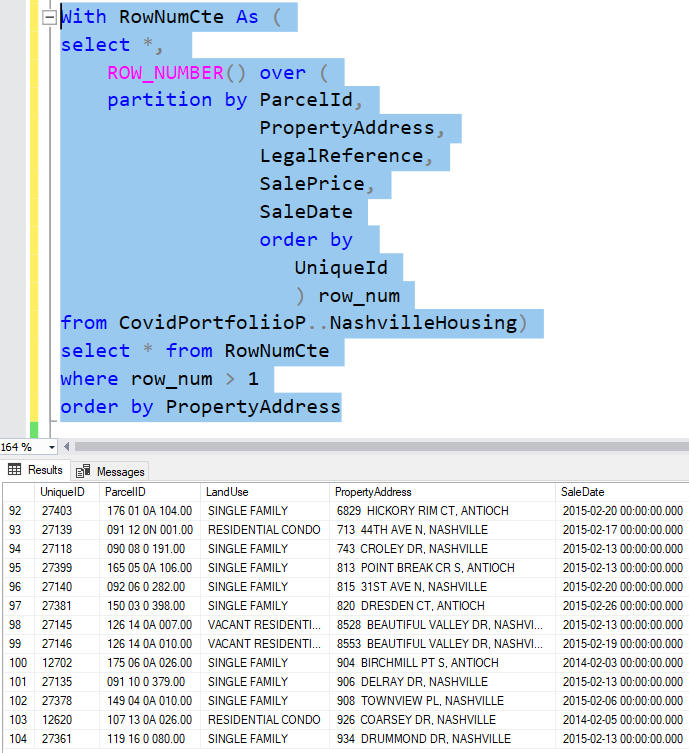 With RowNumCte As (
select *,
ROW_NUMBER() over (
partition by ParcelId,
PropertyAddress,
LegalReference,
SalePrice,
SaleDate
order by
UniqueId
) row_num
from CovidPortfoliioP..NashvilleHousing)
select * from RowNumCte
where row_num > 1
order by PropertyAddress
164 %
Results Messages
UniqueID ParcelID LandUse PropertyAddress SaleDate
92 27403 176 01 0A 104.00 SINGLE FAMILY 6829 HICKORY RIM CT, ANTIOCH 2015-02-20 00:00:00.000
93 27139 091 12 0N 001.00 RESIDENTIAL CONDO 713 44TH AVE N, NASHVILLE 2015-02-17 00:00:00.000
94 27118 090 08 0 191.00 SINGLE FAMILY 743 CROLEY DR, NASHVILLE 2015-02-13 00:00:00.000
95 27399 165 05 0A 106.00 SINGLE FAMILY 813 POINT BREAK CR S, ANTIOCH 2015-02-13 00:00:00.000
96 27140 092 06 0 282.00 SINGLE FAMILY 815 31ST AVE N, NASHVILLE 2015-02-20 00:00:00.000
97 27381 150 03 0 398.00 SINGLE FAMILY 820 DRESDEN CT, ANTIOCH 2015-02-26 00:00:00.000
98 27145 126 14 0A 007.00 VACANT RESIDENTI... 8528 BEAUTIFUL VALLEY DR, NASHVI... 2015-02-13 00:00:00.000
99 27146 126 14 0A 010.00 VACANT RESIDENTI... 8553 BEAUTIFUL VALLEY DR, NASHVI... 2015-02-19 00:00:00.000
100 12702 175 06 0A 026.00 SINGLE FAMILY 904 BIRCHMILL PT S, ANTIOCH 2014-02-03 00:00:00.000
101 27135 091 10 0 379.00 SINGLE FAMILY 906 DELRAY DR, NASHVILLE 2015-02-13 00:00:00.000
102 27378 149 04 0A 010.00 SINGLE FAMILY 908 TOWNVIEW PL, NASHVILLE 2015-02-06 00:00:00.000
103 12620 107 13 0A 026.00 RESIDENTIAL CONDO 926 COARSEY DR, NASHVILLE 2014-02-05 00:00:00.000
104 27361 119 16 0 080.00 SINGLE FAMILY 934 DRUMMOND DR, NASHVILLE 2015-02-13 00:00:00.000